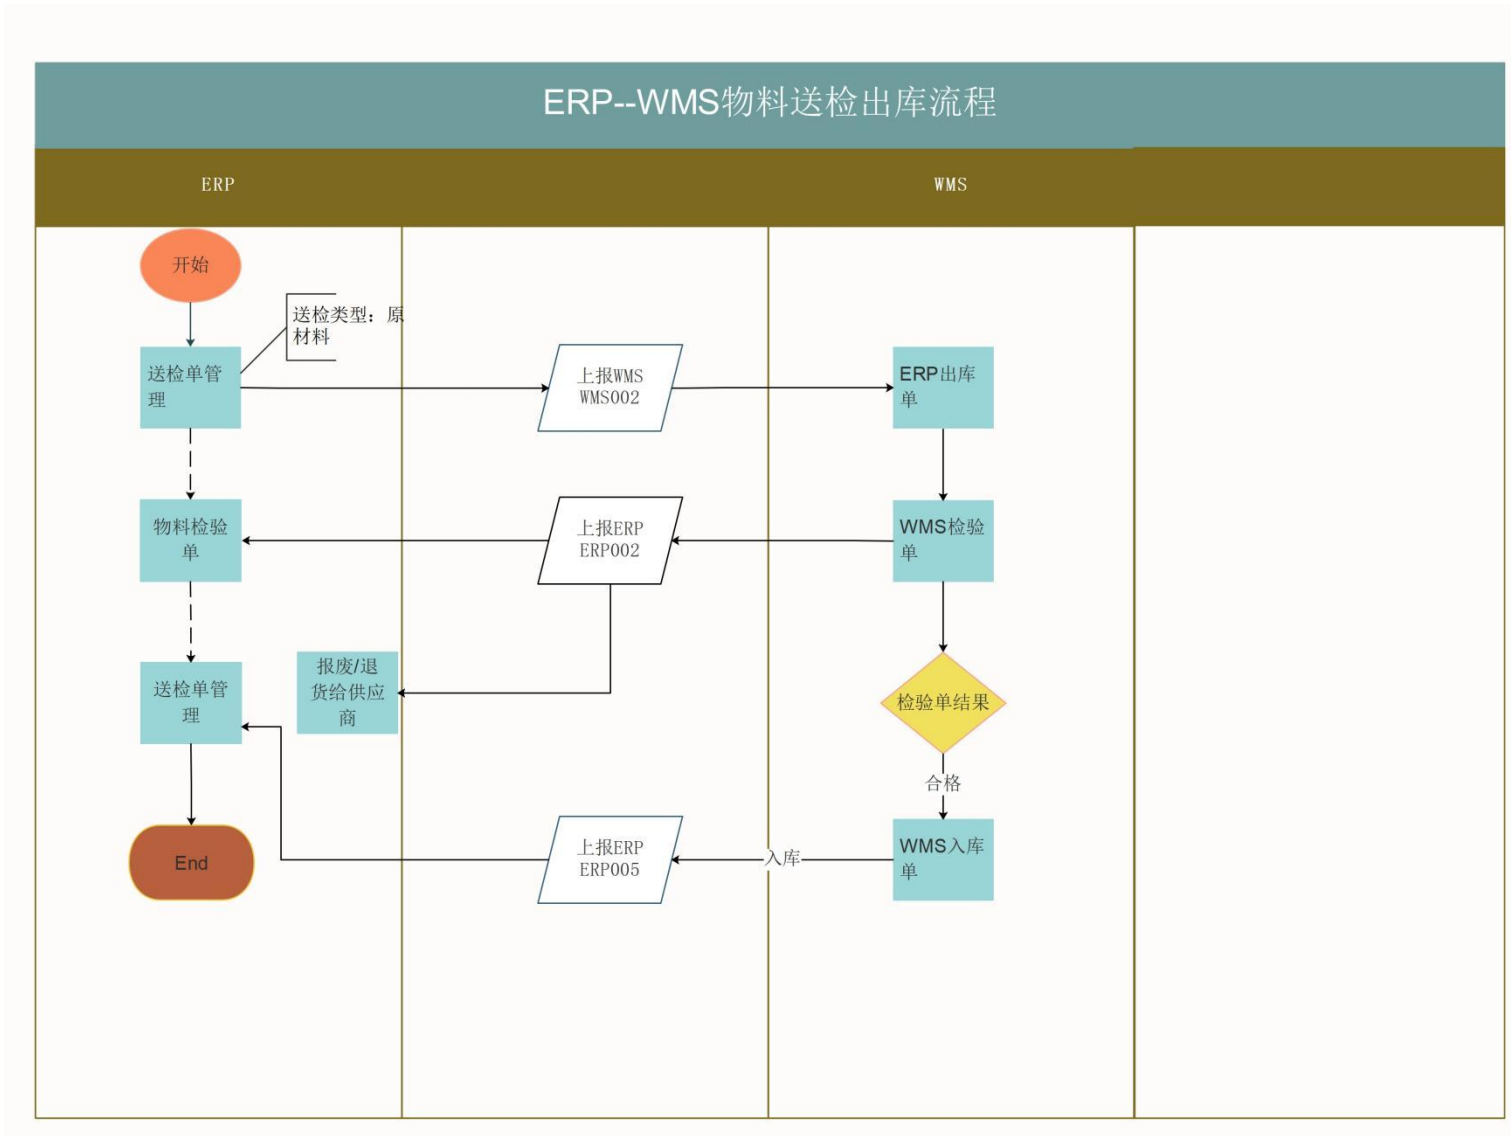 ERP--WMS物料送检出库流程
ERP
WMS
开始
送检类型：原
材料
送检单管
理
上报WMS
WMS002
ERP出库
单
物料检验
单
上报ERP
ERP002
WMS检验
单
送检单管
理
报废/退
货给供应
商
检验单结果
合格
End
上报ERP
ERP005
入库
WMS入库
单